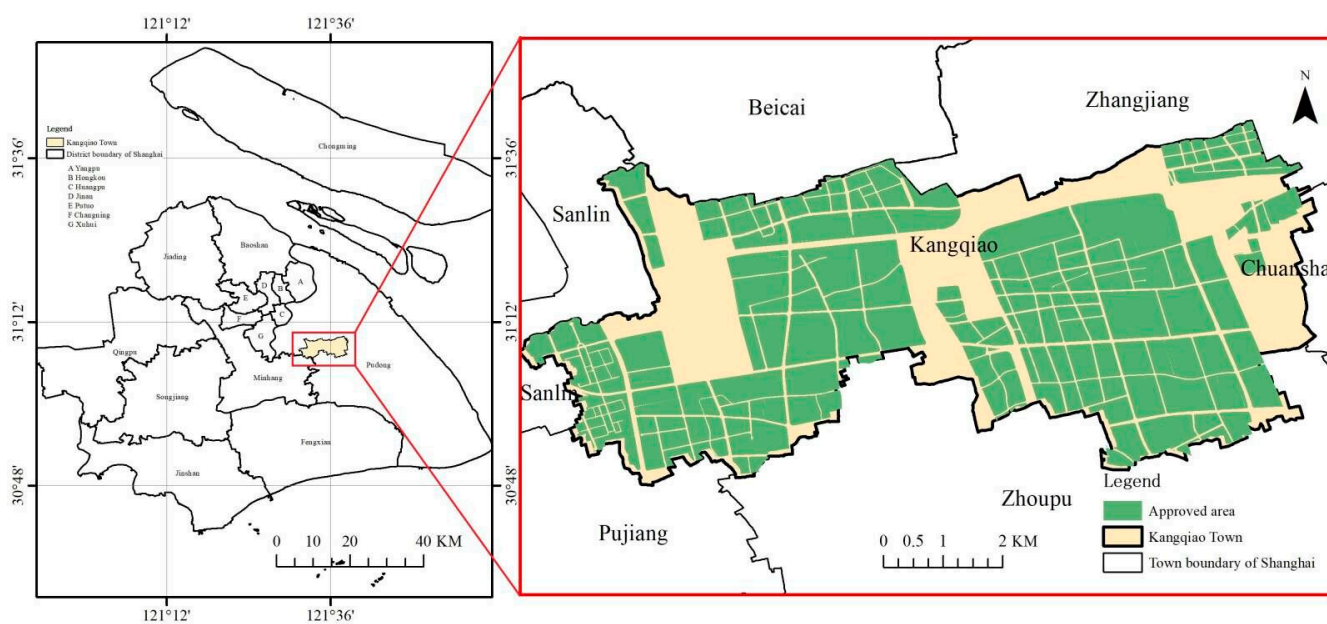 121°12'
121°36'
31°36'
31°12'
30°48'
Legend
Kangqiao Town
District boundary of Shanghai
A Yangpu
B Hongkou
C Huangpu
D Jinan
E Putuo
F Changning
G Xuhui
Chongming
Jiading
Baoshan
A
B
C
D
E
F
G
Qingpu
Songjiang
Minhang
Pudong
Fengxian
Jinshan
0 10 20 40 KM
121°12'
121°36'
31°36'
31°12'
30°48'
Beicai
Zhangjiang
N
Sanlin
Kangqiao
Chuansha
Sanlin
Pujiang
Zhoupu
0 0.5 1 2 KM
Legend
Approved area
Kangqiao Town
Town boundary of Shanghai